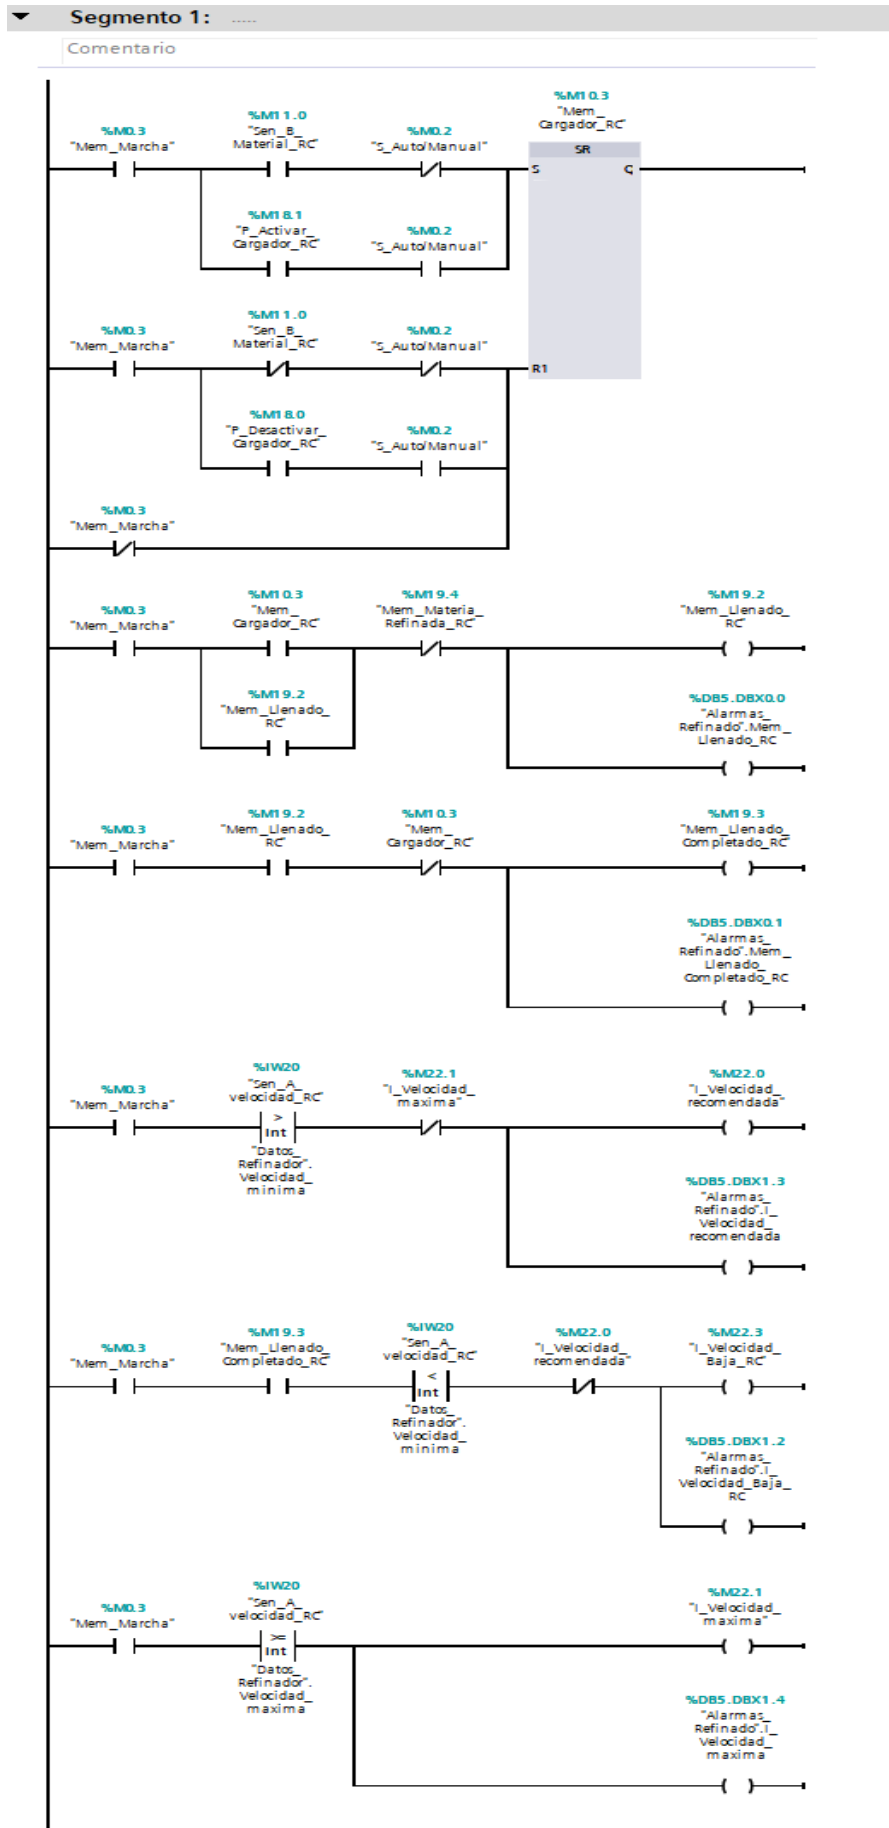 Segmento 1: .....
Comentario
%M10.3
"Mem_
Cargador_RC"
%M0.3
"Mem_Marcha"
%M11.0
"Sen_B_
Material_RC"
%M0.2
"S_Auto/Manual"
SR
S
Q
%M18.1
"P_Activar_
Cargador_RC"
%M0.2
"S_Auto/Manual"
%M0.3
"Mem_Marcha"
%M11.0
"Sen_B_
Material_RC"
%M0.2
"S_Auto/Manual"
R1
%M18.0
"P_Desactivar_
Cargador_RC"
%M0.2
"S_Auto/Manual"
%M0.3
"Mem_Marcha"
%M0.3
"Mem_Marcha"
%M10.3
"Mem_
Cargador_RC"
%M19.4
"Mem_Materia_
Refinada_RC"
%M19.2
"Mem_Llenado_
RC"
%M19.2
"Mem_Llenado_
RC"
%DB5.DBX0.0
"Alarmas_
Refinado".Mem_
Llenado_RC
%M0.3
"Mem_Marcha"
%M19.2
"Mem_Llenado_
RC"
%M10.3
"Mem_
Cargador_RC"
%M19.3
"Mem_Llenado_
Completado_RC"
%DB5.DBX0.1
"Alarmas_
Refinado".Mem_
Llenado_
Completado_RC
%M0.3
"Mem_Marcha"
%IW20
"Sen_A_
velocidad_RC"
>
Int
"Datos_
Refinador".
Velocidad_
minima
%M22.1
"I_Velocidad_
maxima"
%M22.0
"I_Velocidad_
recomendada"
%DB5.DBX1.3
"Alarmas_
Refinado".I_
Velocidad_
recomendada
%M0.3
"Mem_Marcha"
%M19.3
"Mem_Llenado_
Completado_RC"
%IW20
"Sen_A_
velocidad_RC"
<
Int
"Datos_
Refinador".
Velocidad_
minima
%M22.0
"I_Velocidad_
recomendada"
%M22.3
"I_Velocidad_
Baja_RC"
%DB5.DBX1.2
"Alarmas_
Refinado".I_
Velocidad_Baja_
RC
%M0.3
"Mem_Marcha"
%IW20
"Sen_A_
velocidad_RC"
>=
Int
"Datos_
Refinador".
Velocidad_
maxima
%M22.1
"I_Velocidad_
maxima"
%DB5.DBX1.4
"Alarmas_
Refinado".I_
Velocidad_
maxima